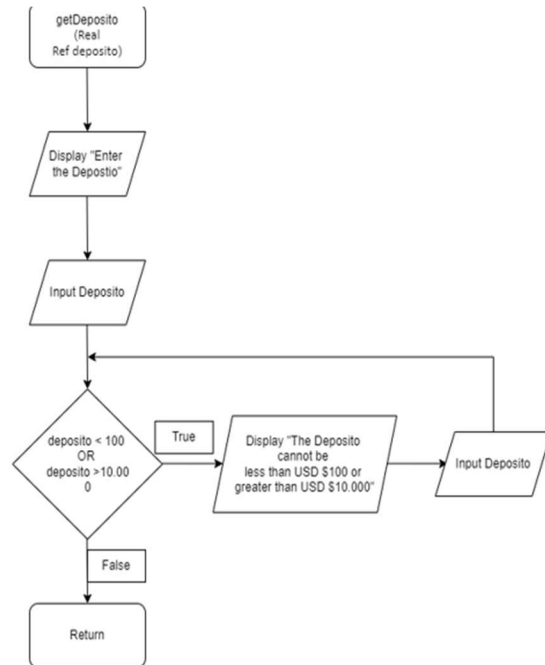 getDeposito
(Real
Ref deposito)
Display "Enter
the Depostio"
Input Deposito
deposito < 100
OR
deposito >10.00
0
True
Display "The Deposito
cannot be
less than USD $100 or
greater than USD $10.000"
Input Deposito
False
Return